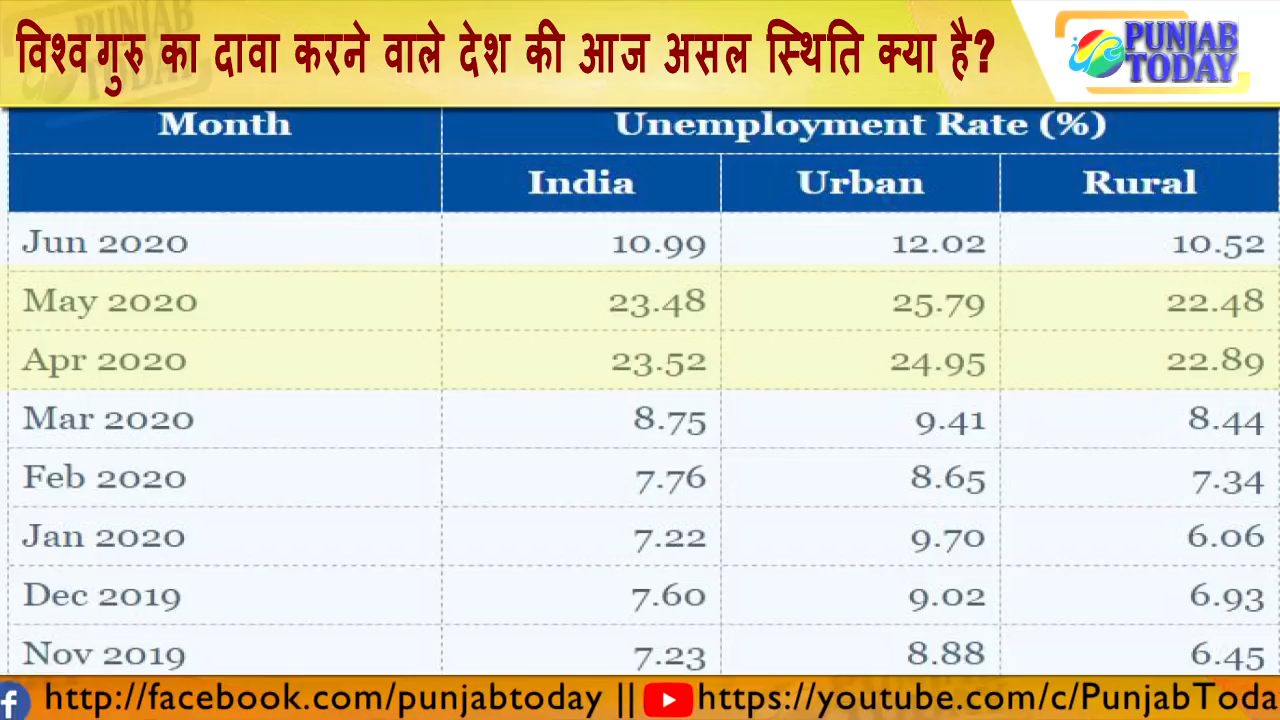 विश्वगुरु का दावा करने वाले देश की आज असल स्थिति क्या है?
PUNJAB
TODAY
Month Unemployment Rate (%)
India Urban Rural
Jun 2020 10.99 12.02 10.52
May 2020 23.48 25.79 22.48
Apr 2020 23.52 24.95 22.89
Mar 2020 8.75 9.41 8.44
Feb 2020 7.76 8.65 7.34
Jan 2020 7.22 9.70 6.06
Dec 2019 7.60 9.02 6.93
Nov 2019 7.23 8.88 6.45
f http://facebook.com/punjabtoday || https://youtube.com/c/PunjabToda